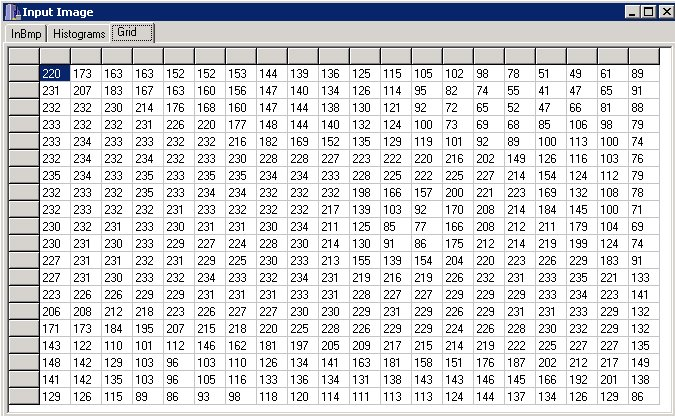 Input Image
InBmp Histograms Grid
220 173 163 163 152 152 153 144 139 136 125 115 105 102 98 78 51 49 61 89
231 207 183 167 163 160 156 147 140 134 126 114 95 82 74 55 41 47 65 91
232 232 230 214 176 168 160 147 144 138 130 121 92 72 65 52 47 66 81 88
233 232 232 231 226 220 177 148 144 140 132 124 100 73 69 68 85 106 98 79
233 234 233 233 232 232 216 182 169 152 135 129 119 101 92 89 100 113 100 74
232 232 234 232 233 230 228 228 227 223 222 220 216 202 149 126 116 103 76
235 234 235 234 233 234 234 233 228 225 222 225 227 214 154 124 112 79
232 234 233 232 235 233 234 234 232 232 232 198 166 157 200 221 223 169 132 108 78
232 233 233 232 231 233 232 232 232 217 139 103 92 170 208 214 184 145 100 71
230 232 231 233 230 231 231 230 234 211 125 85 77 166 208 212 211 179 104 69
230 231 230 233 229 227 224 228 230 214 130 91 86 175 212 214 219 199 124 74
227 231 231 232 231 229 225 230 213 155 139 154 204 220 223 226 229 183 91
227 231 230 233 232 234 233 232 234 231 219 216 219 226 232 231 233 235 221 133
223 226 226 229 229 231 231 231 233 231 228 227 227 229 229 229 233 234 223 141
206 208 212 218 223 226 227 227 230 230 229 231 230 229 229 231 231 233 229 132
171 173 184 195 207 215 218 220 225 228 226 229 229 224 226 228 230 232 229 132
143 122 110 101 112 146 162 181 197 205 209 217 215 214 219 222 225 227 227 135
148 142 129 103 96 103 110 126 134 141 163 181 158 151 176 187 202 212 217 149
141 142 135 103 96 105 116 133 136 134 131 138 143 143 146 145 166 192 201 138
129 126 115 89 86 93 98 118 120 114 111 113 113 124 144 137 134 126 129 86